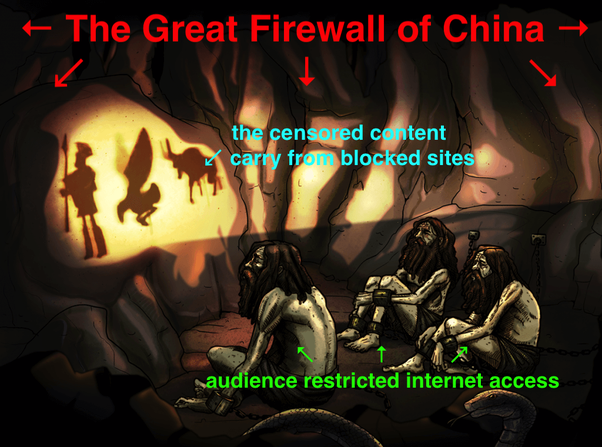 ← The Great Firewall of China →
↙ ↓ ↘
the censored content
↙ carry from blocked sites
↖ ↑ ↗
audience restricted internet access